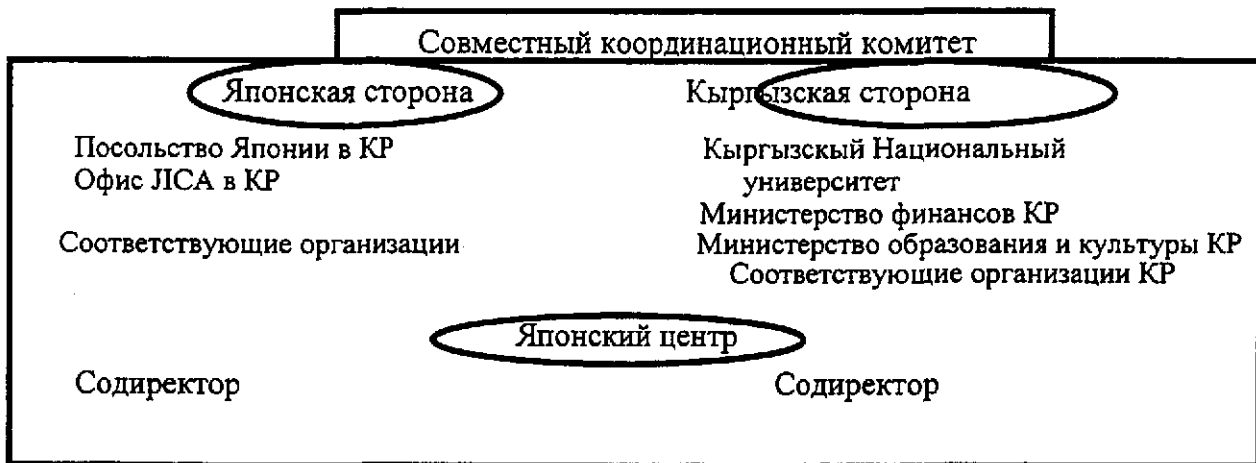 Совместный координационный комитет
Японская сторона
Кыргызская сторона
Посольство Японии в КР
Офис JICA в КР
Соответствующие организации
Кыргызскый Национальный
университет
Министерство финансов КР
Министерство образования и культуры КР
Соответствующие организации КР
Японский центр
Содиректор
Содиректор